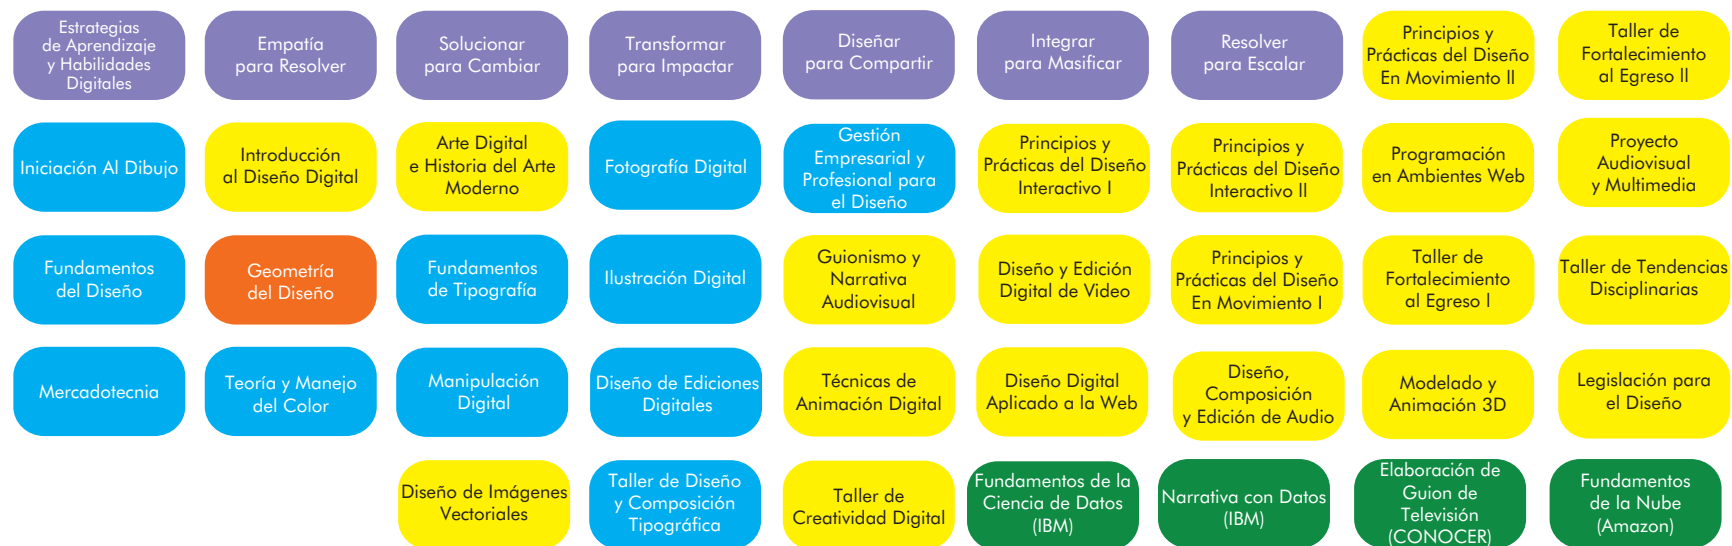 Estrategias
de Aprendizaje
y Habilidades
Digitales
Empatía
para Resolver
Solucionar
para Cambiar
Transformar
para Impactar
Diseñar
para Compartir
Integrar
para Masificar
Resolver
para Escalar
Principios y
Prácticas del Diseño
En Movimiento II
Taller de
Fortalecimiento
al Egreso II
Iniciación Al Dibujo
Introducción
al Diseño Digital
Arte Digital
e Historia del Arte
Moderno
Fotografía Digital
Gestión
Empresarial y
Profesional para
el Diseño
Principios y
Prácticas del Diseño
Interactivo I
Principios y
Prácticas del Diseño
Interactivo II
Programación
en Ambientes Web
Proyecto
Audiovisual
y Multimedia
Fundamentos
del Diseño
Geometría
del Diseño
Fundamentos
de Tipografía
Ilustración Digital
Guionismo y
Narrativa
Audiovisual
Diseño y Edición
Digital de Video
Principios y
Prácticas del Diseño
En Movimiento I
Taller de
Fortalecimiento
al Egreso I
Taller de Tendencias
Disciplinarias
Mercadotecnia
Teoría y Manejo
del Color
Manipulación
Digital
Diseño de Ediciones
Digitales
Técnicas de
Animación Digital
Diseño Digital
Aplicado a la Web
Diseño,
Composición
y Edición de Audio
Modelado y
Animación 3D
Legislación para
el Diseño
Diseño de Imágenes
Vectoriales
Taller de Diseño
y Composición
Tipográfica
Taller de
Creatividad Digital
Fundamentos de la
Ciencia de Datos
(IBM)
Narrativa con Datos
(IBM)
Elaboración de
Guion de
Televisión
(CONOCER)
Fundamentos
de la Nube
(Amazon)